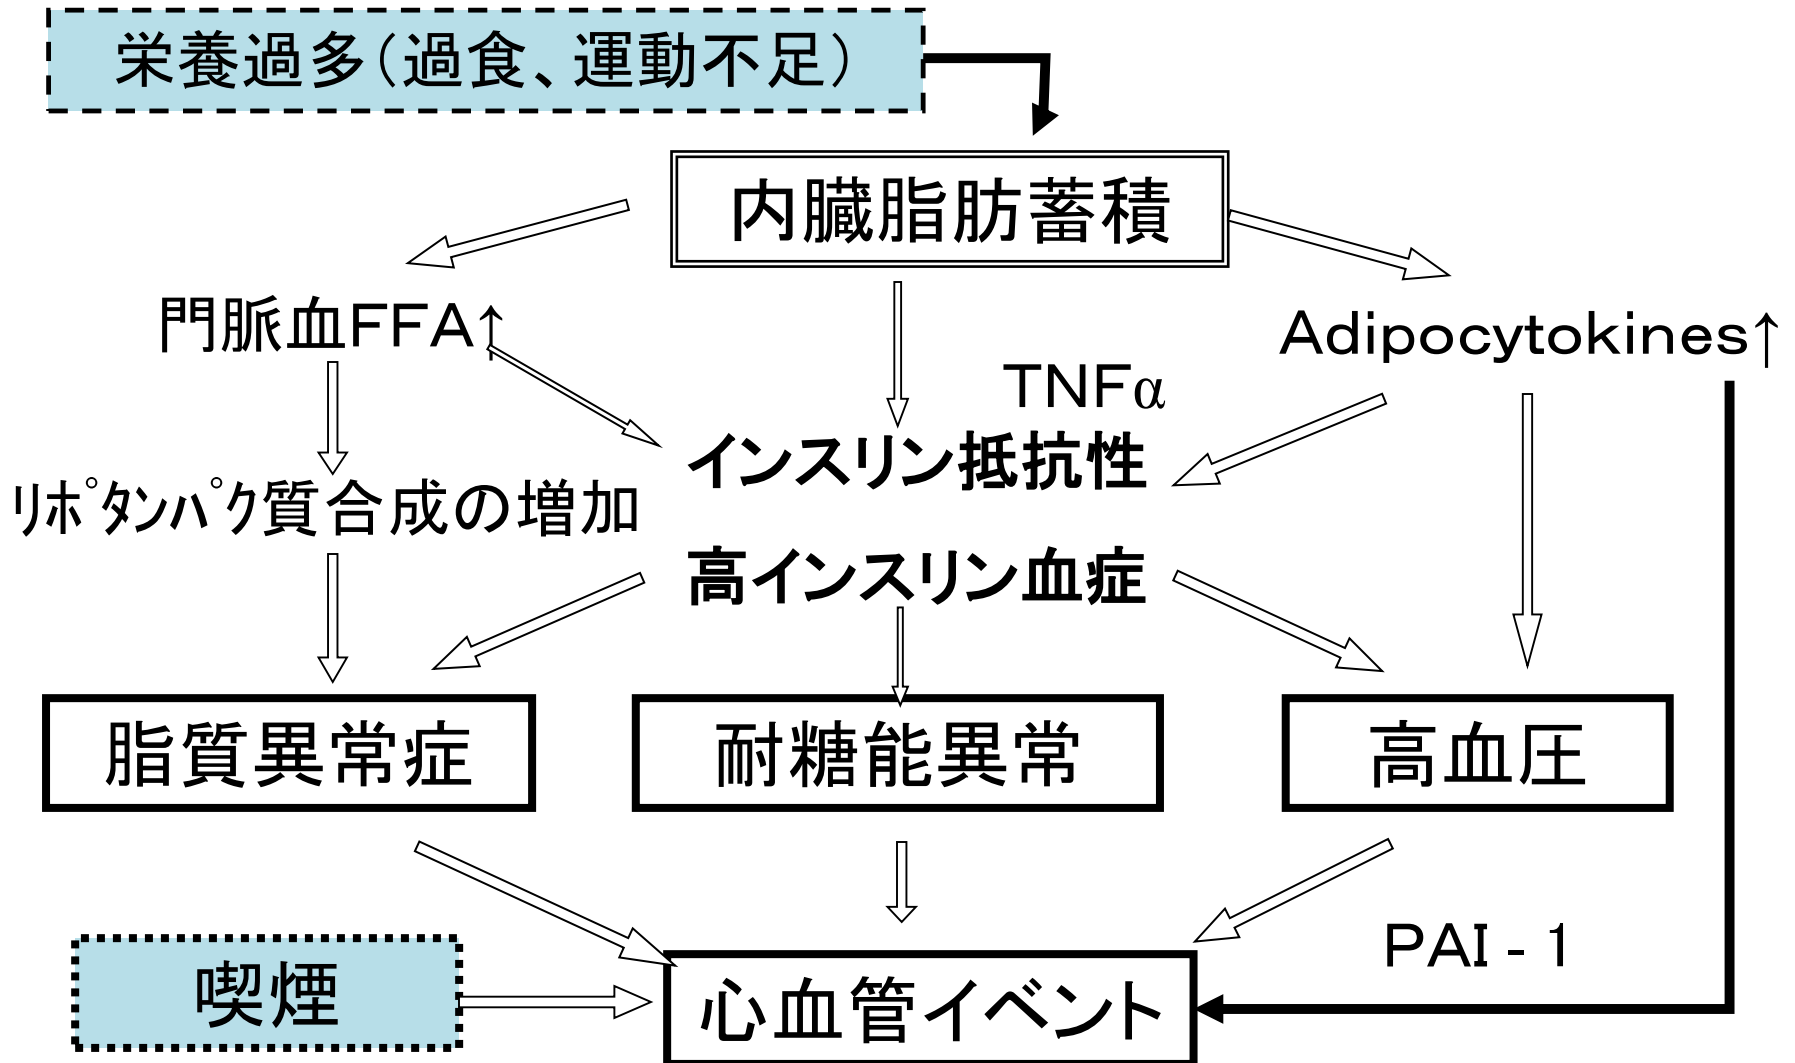 栄養過多（過食、運動不足）
内臓脂肪蓄積
門脈血FFA↑
Adipocytokines↑
TNFα
インスリン抵抗性
ﾘﾎﾟﾀﾝﾊﾟｸ質合成の増加
高インスリン血症
脂質異常症
耐糖能異常
高血圧
PAI-1
喫煙
心血管イベント